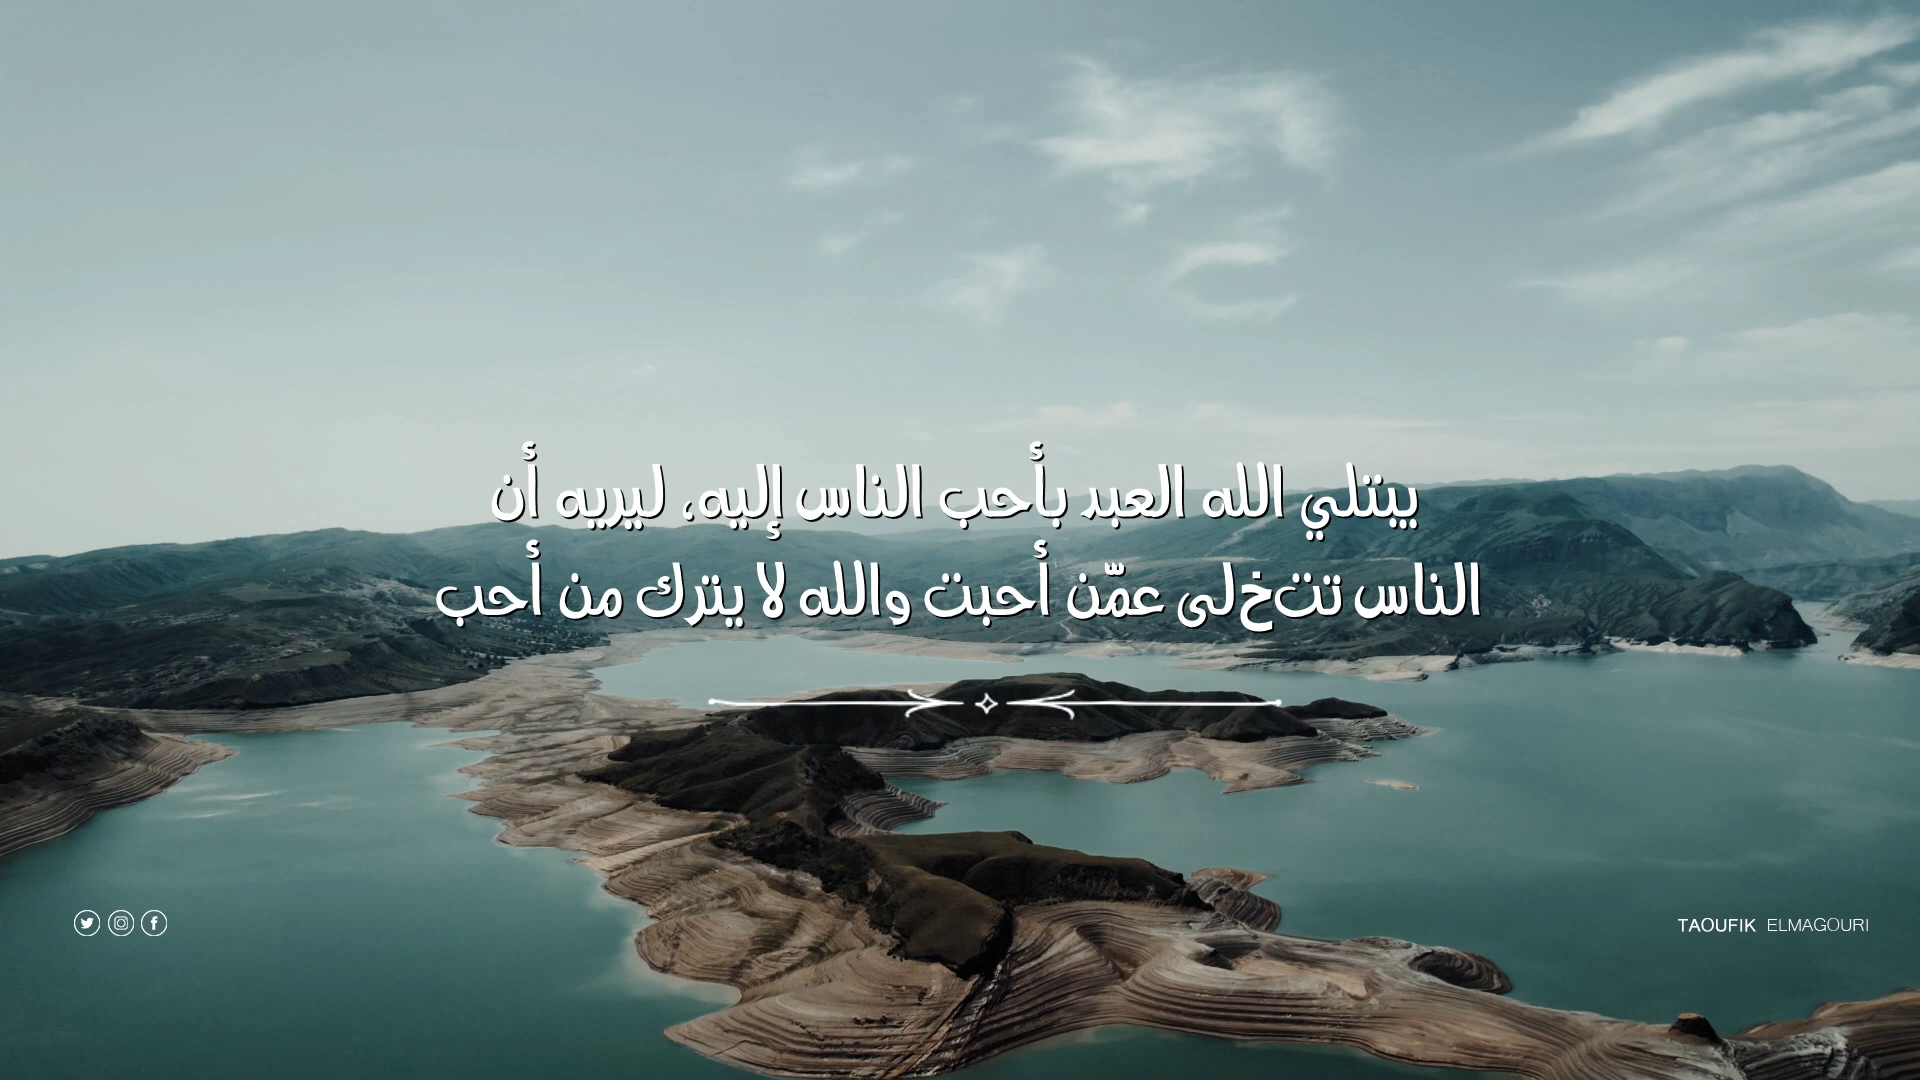 يبتلي الله العبد بأحب الناس إليه، ليريه أن
الناس تتخلى عمّن أحبت والله لا يترك من أحب
TAOUFIK ELMAGOURI